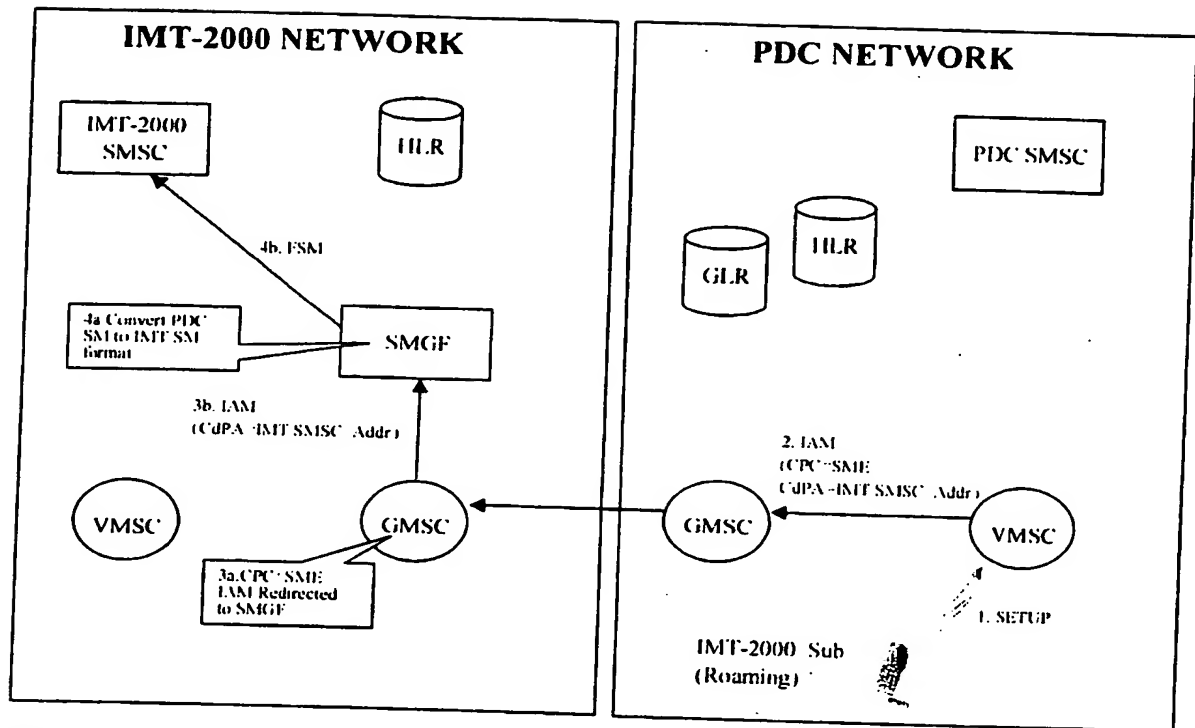 IMT-2000 NETWORK
IMT-2000
SMSC
HLR
4b. FSM
4a Convert PDC
SM to IMT SM
format
SMGF
3b. IAM
(CdPA=IMT SMSC Addr)
VMSC
GMSC
3a.CPC=SME
IAM Redirected
to SMGF
PDC NETWORK
PDC SMSC
HLR
GLR
2. IAM
(CPC=SME
CdPA=IMT SMSC Addr)
GMSC
VMSC
1. SETUP
IMT-2000 Sub
(Roaming)